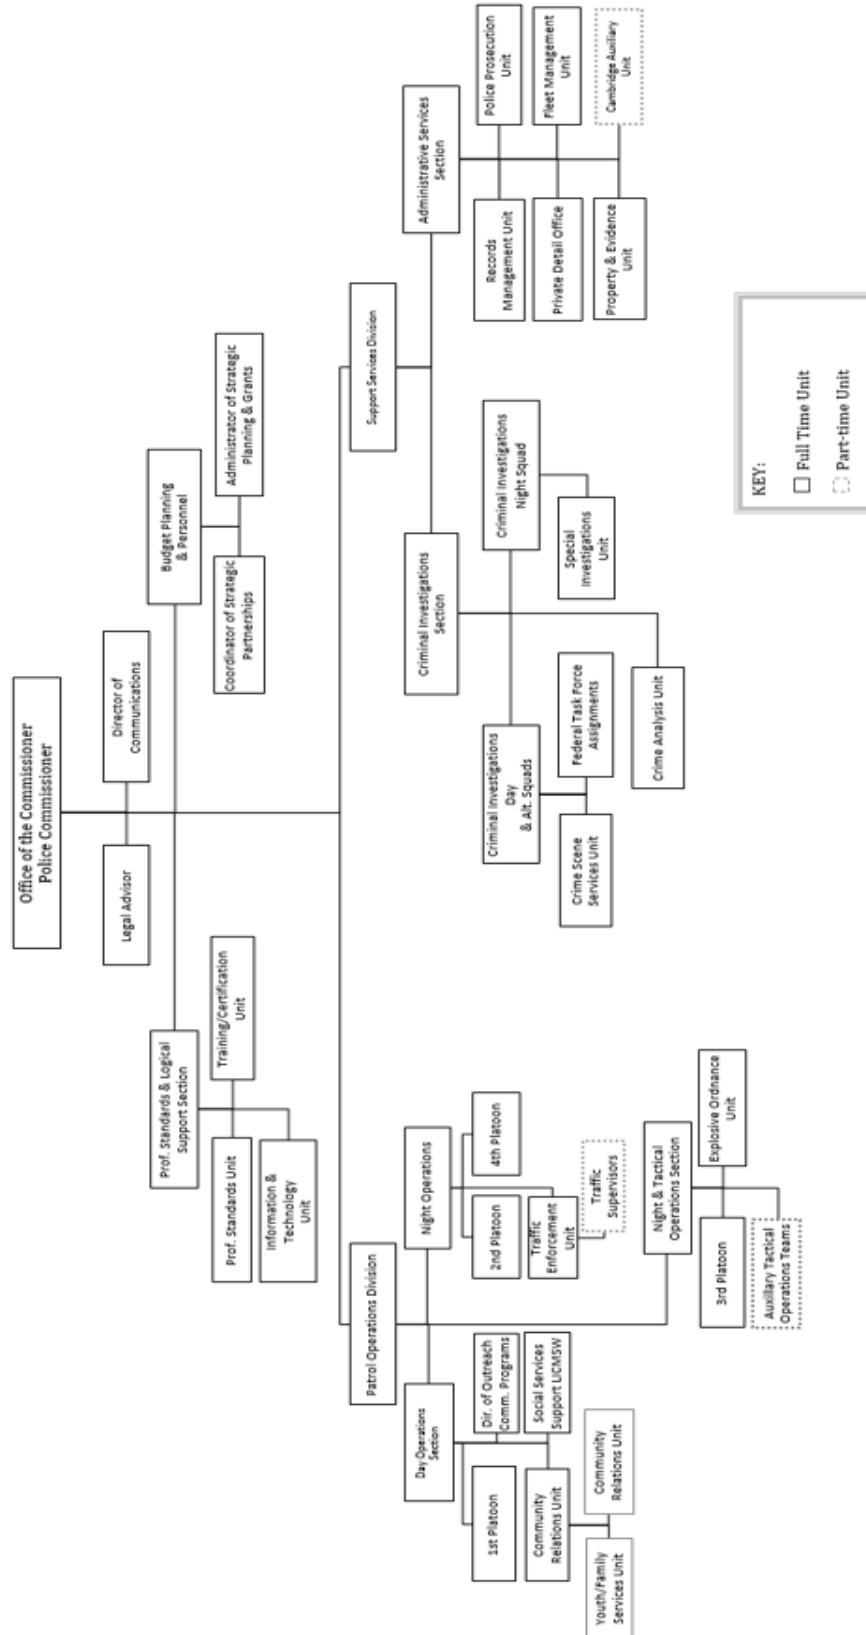 Office of the Commissioner
Police Commissioner
Legal Advisor
Director of
Communications
Prof. Standards & Logical
Support Section
Budget Planning
& Personnel
Prof. Standards Unit
Training/Certification
Unit
Information &
Technology
Unit
Coordinator of Strategic
Partnerships
Administrator of Strategic
Planning & Grants
Patrol Operations Division
Support Services Division
Day Operations
Section
Night Operations
Criminal Investigations
Section
Administrative Services
Section
1st Platoon
Dir. of Outreach
Comm. Programs
Community
Relations Unit
Social Services
Support LICMSW
Youth/Family
Services Unit
Community
Relations Unit
2nd Platoon
4th Platoon
Traffic
Enforcement
Unit
Traffic
Supervisors
Night & Tactical
Operations Section
3rd Platoon
Explosive Ordnance
Unit
Auxillary Tactical
Operations Teams
Criminal Investigations
Day
& Alt. Squads
Criminal Investigations
Night Squad
Crime Scene
Services Unit
Federal Task Force
Assignments
Special
Investigations
Unit
Crime Analysis Unit
Records
Management Unit
Police Prosecution
Unit
Private Detail Office
Fleet Management
Unit
Property & Evidence
Unit
Cambridge Auxiliary
Unit
KEY:
Full Time Unit
Part-time Unit